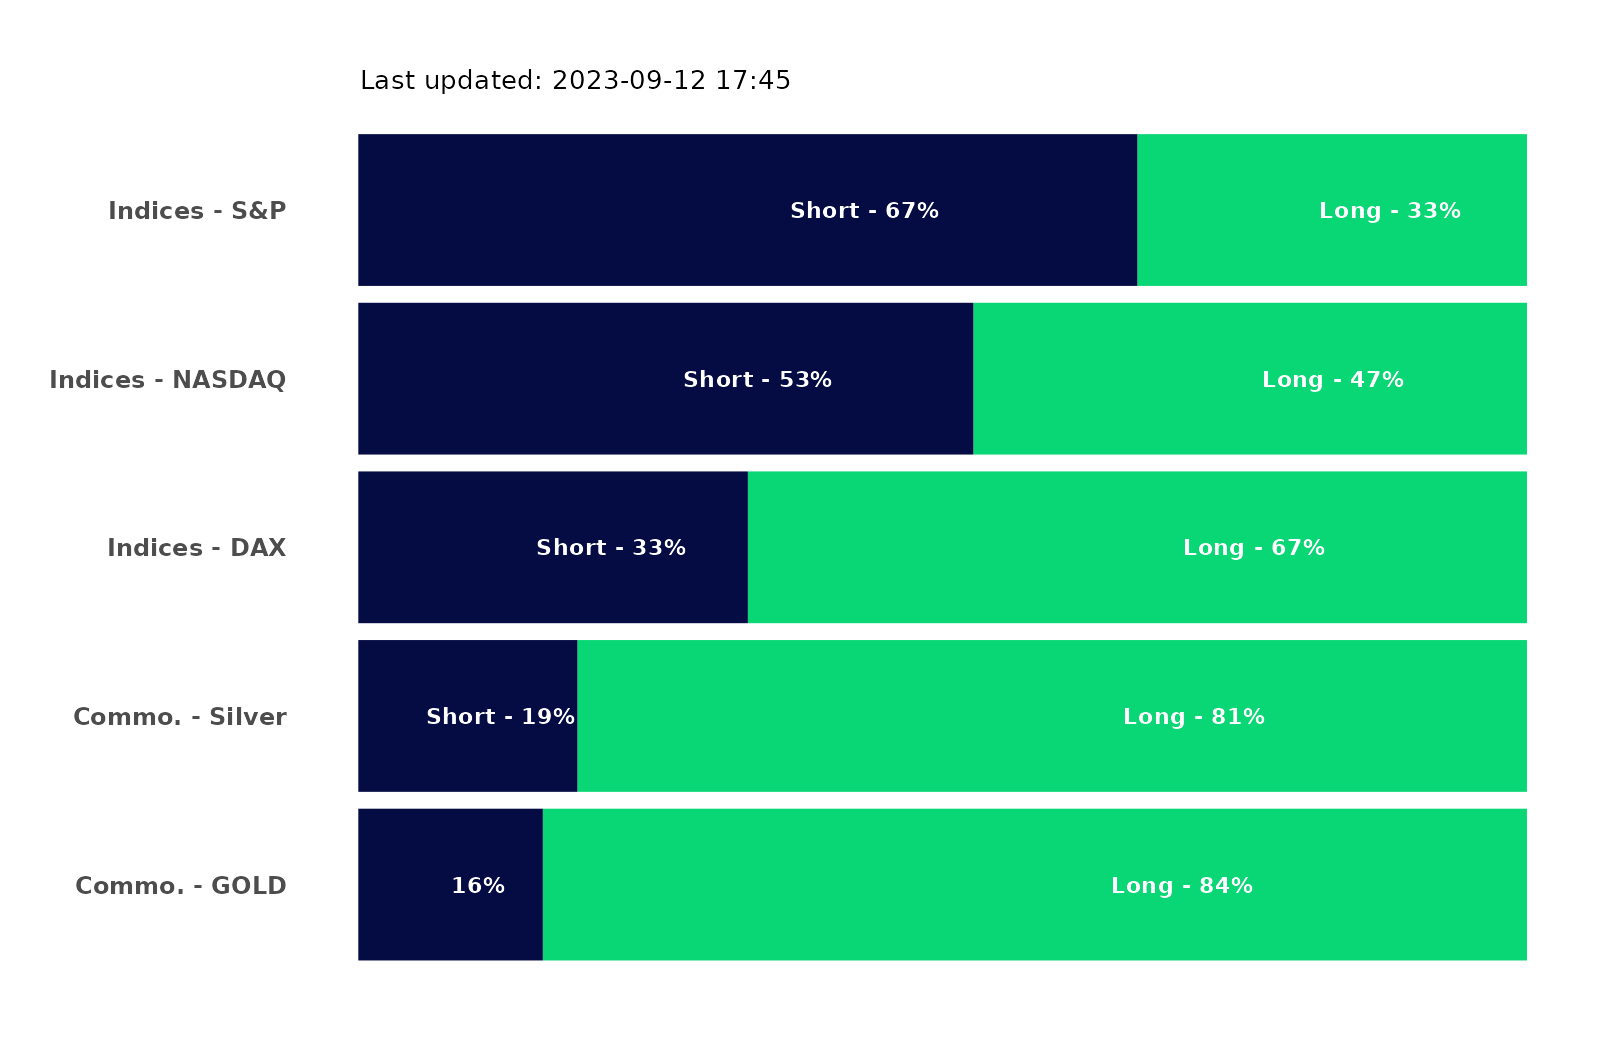 Last updated: 2023-09-12 17:45
Indices - S&P Short - 67% Long - 33%
Indices - NASDAQ Short - 53% Long - 47%
Indices - DAX Short - 33% Long - 67%
Commo. - Silver Short - 19% Long - 81%
Commo. - GOLD 16% Long - 84%